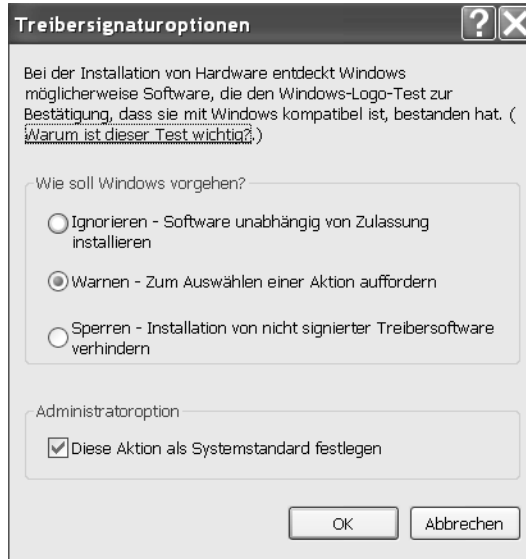 Treibersignaturoptionen
Bei der Installation von Hardware entdeckt Windows
möglicherweise Software, die den Windows-Logo-Test zur
Bestätigung, dass sie mit Windows kompatibel ist, bestanden hat. (
Warum ist dieser Test wichtig?.)
Wie soll Windows vorgehen?
Ignorieren - Software unabhängig von Zulassung
installieren
Warnen - Zum Auswählen einer Aktion auffordern
Sperren - Installation von nicht signierter Treibersoftware
verhindern
Administratoroption
Diese Aktion als Systemstandard festlegen
OK Abbrechen